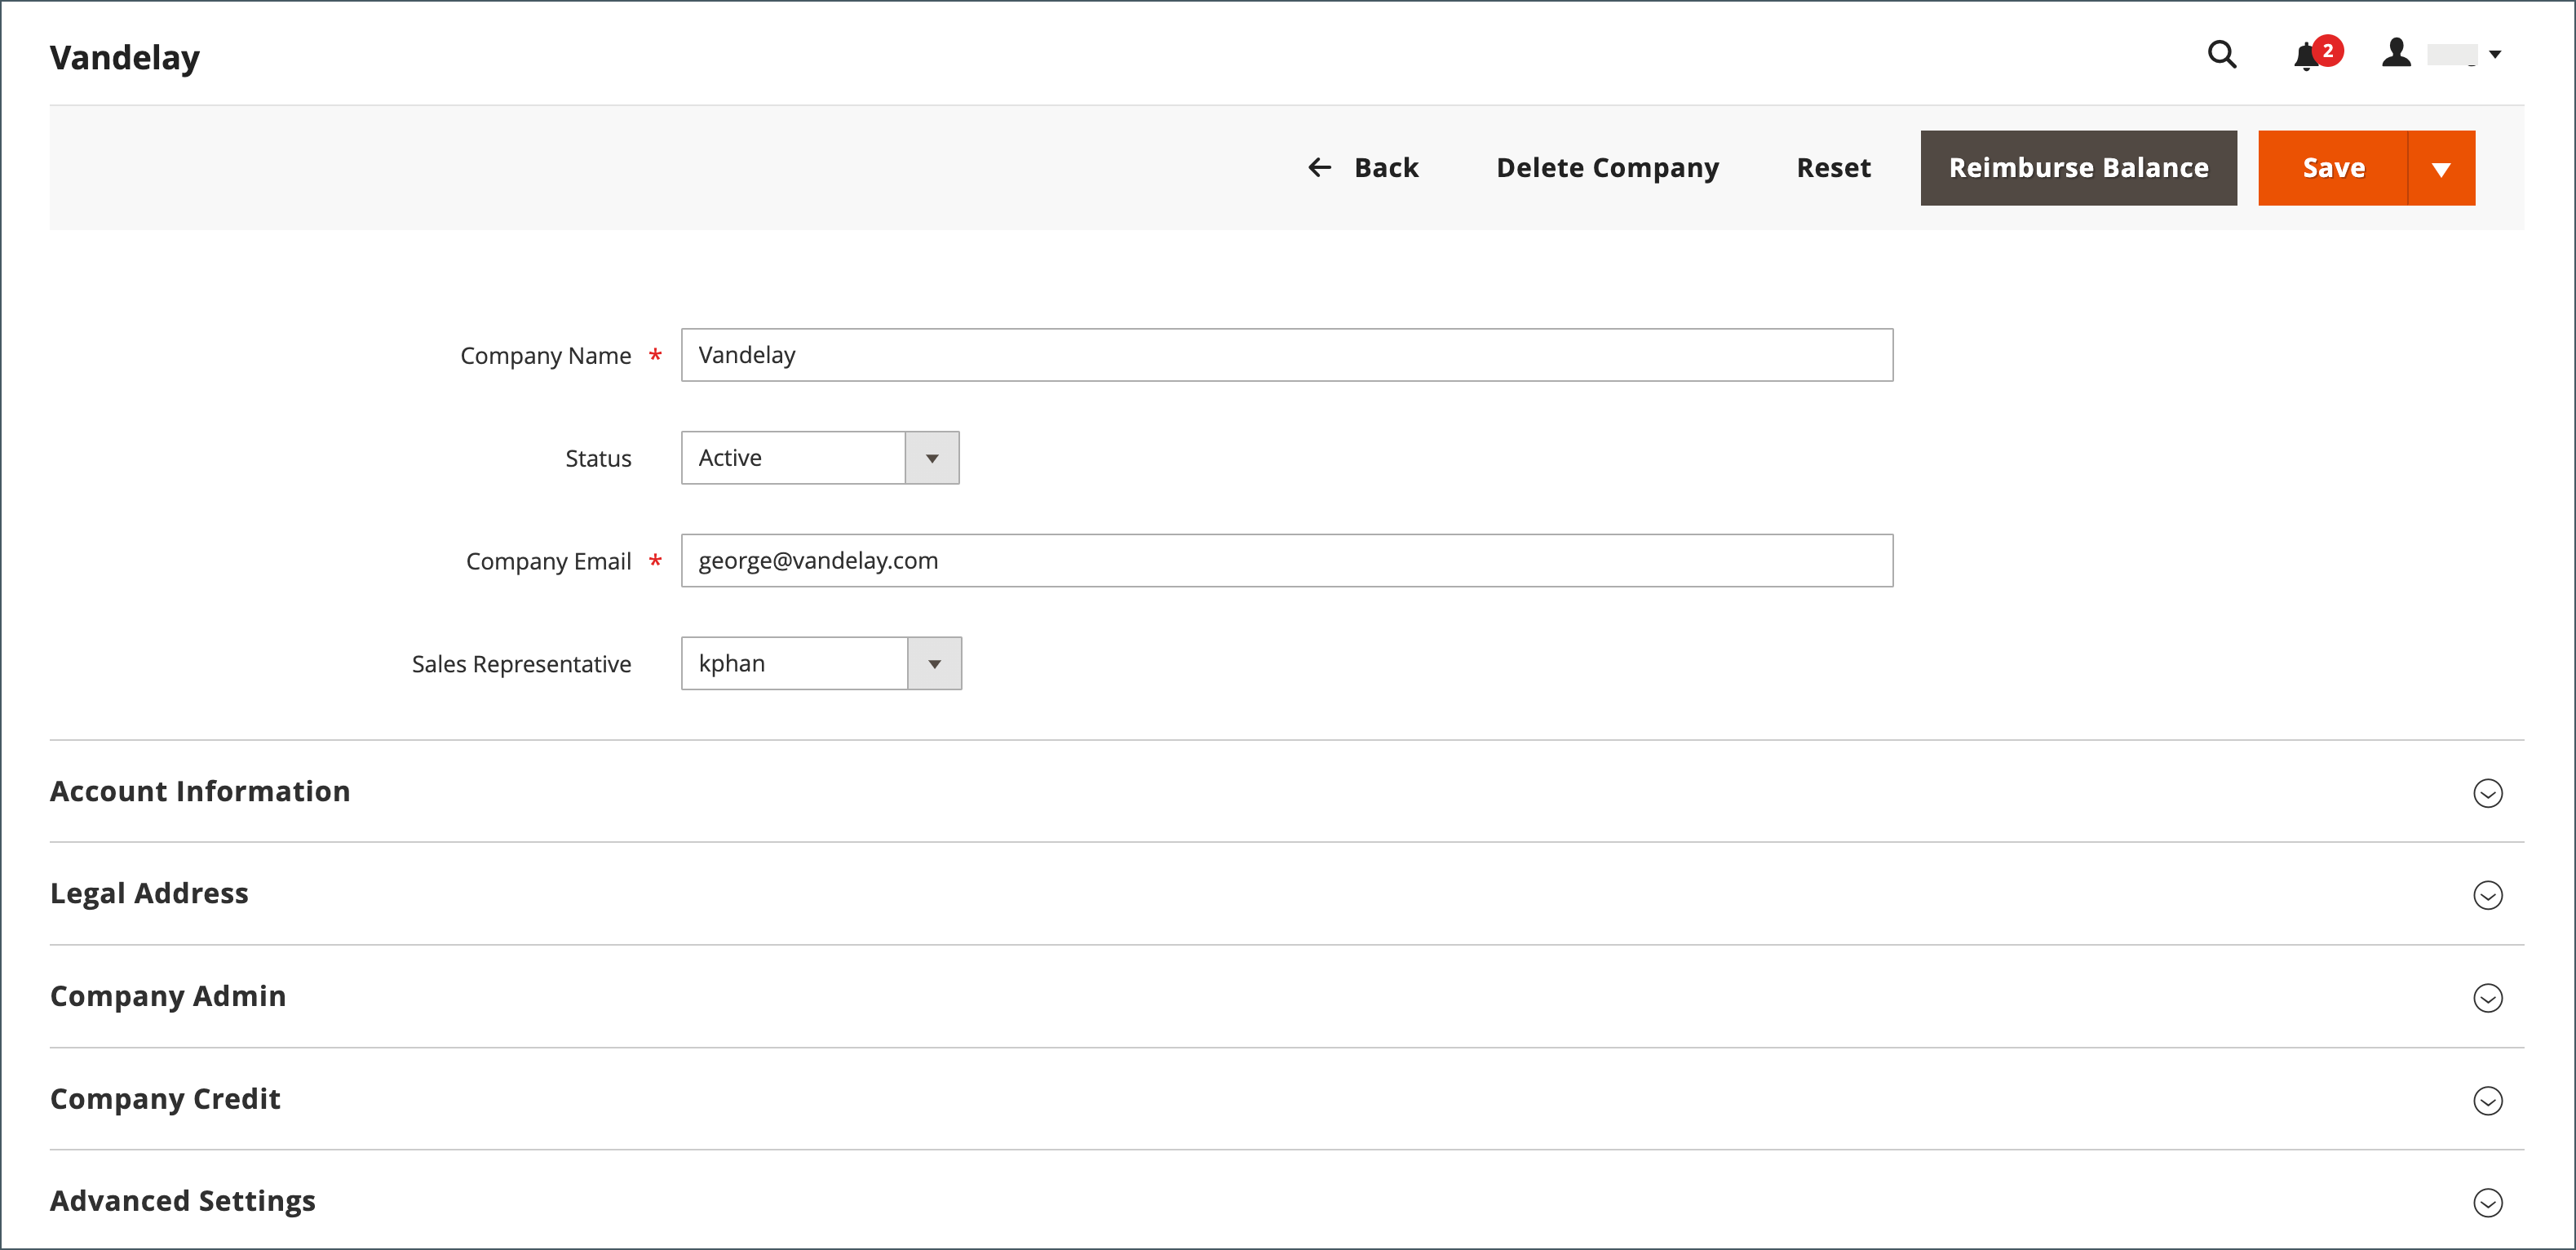 Vandelay
2
Back Delete Company Reset Reimburse Balance Save
Company Name * Vandelay
Status Active
Company Email * george@vandelay.com
Sales Representative kphan
Account Information
Legal Address
Company Admin
Company Credit
Advanced Settings